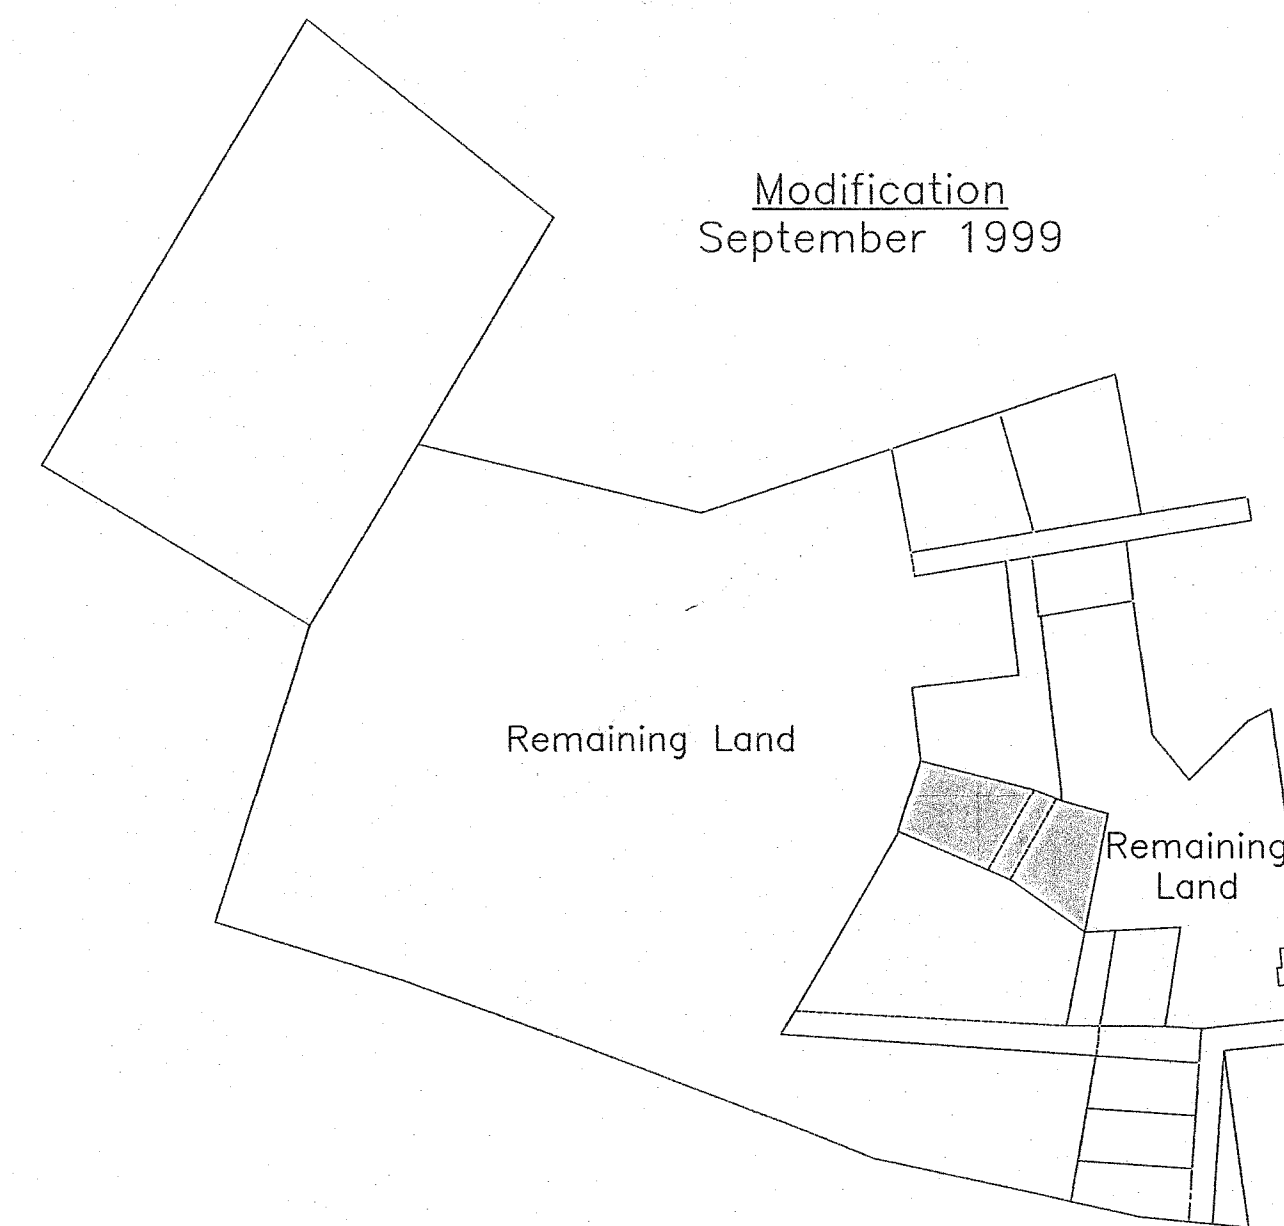 Modification
September 1999
Remaining Land
Remaining
Land